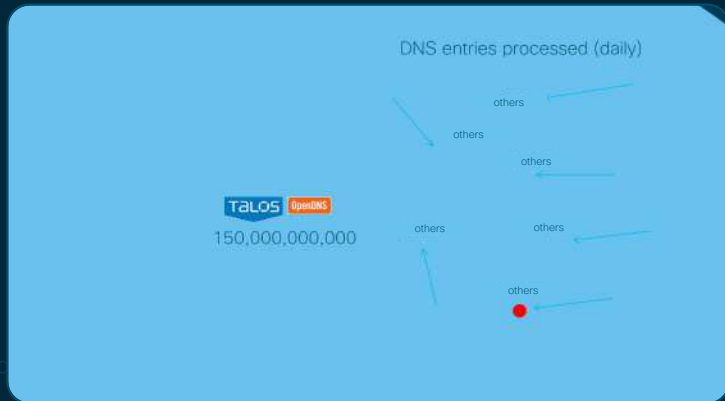 DNS entries processed (daily)
others
others
others
TaLOS OpenDNS
150,000,000,000
others
others
others